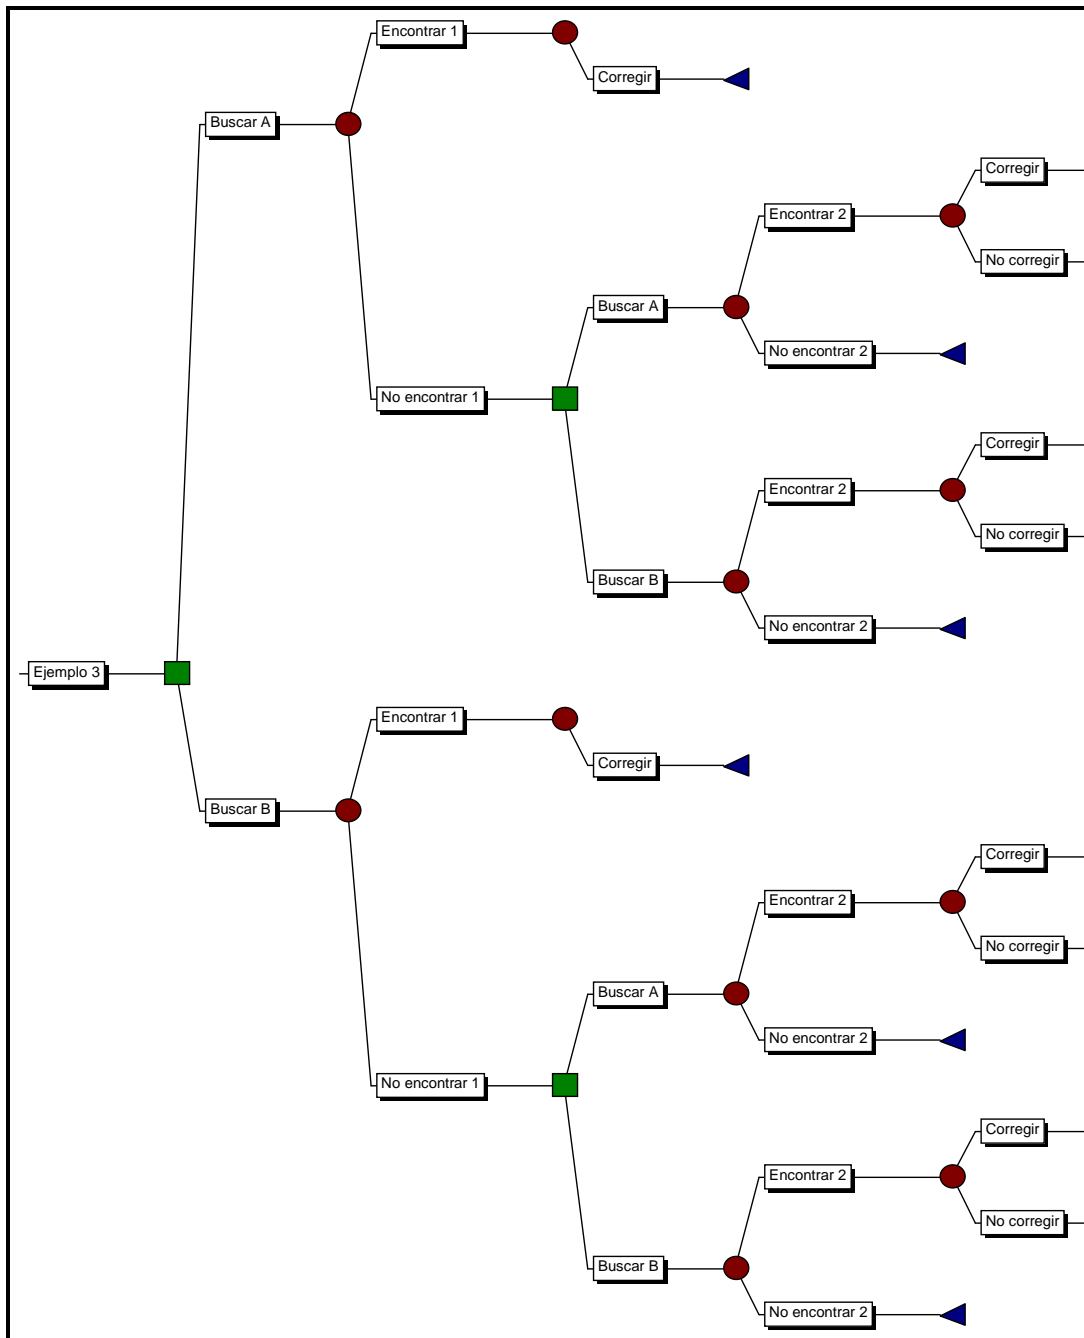 Encontrar 1
Corregir
Buscar A
Corregir
Encontrar 2
No corregir
Buscar A
No encontrar 2
No encontrar 1
Corregir
Encontrar 2
No corregir
Buscar B
No encontrar 2
Ejemplo 3
Encontrar 1
Corregir
Buscar B
Corregir
Encontrar 2
No corregir
Buscar A
No encontrar 2
No encontrar 1
Corregir
Encontrar 2
No corregir
Buscar B
No encontrar 2